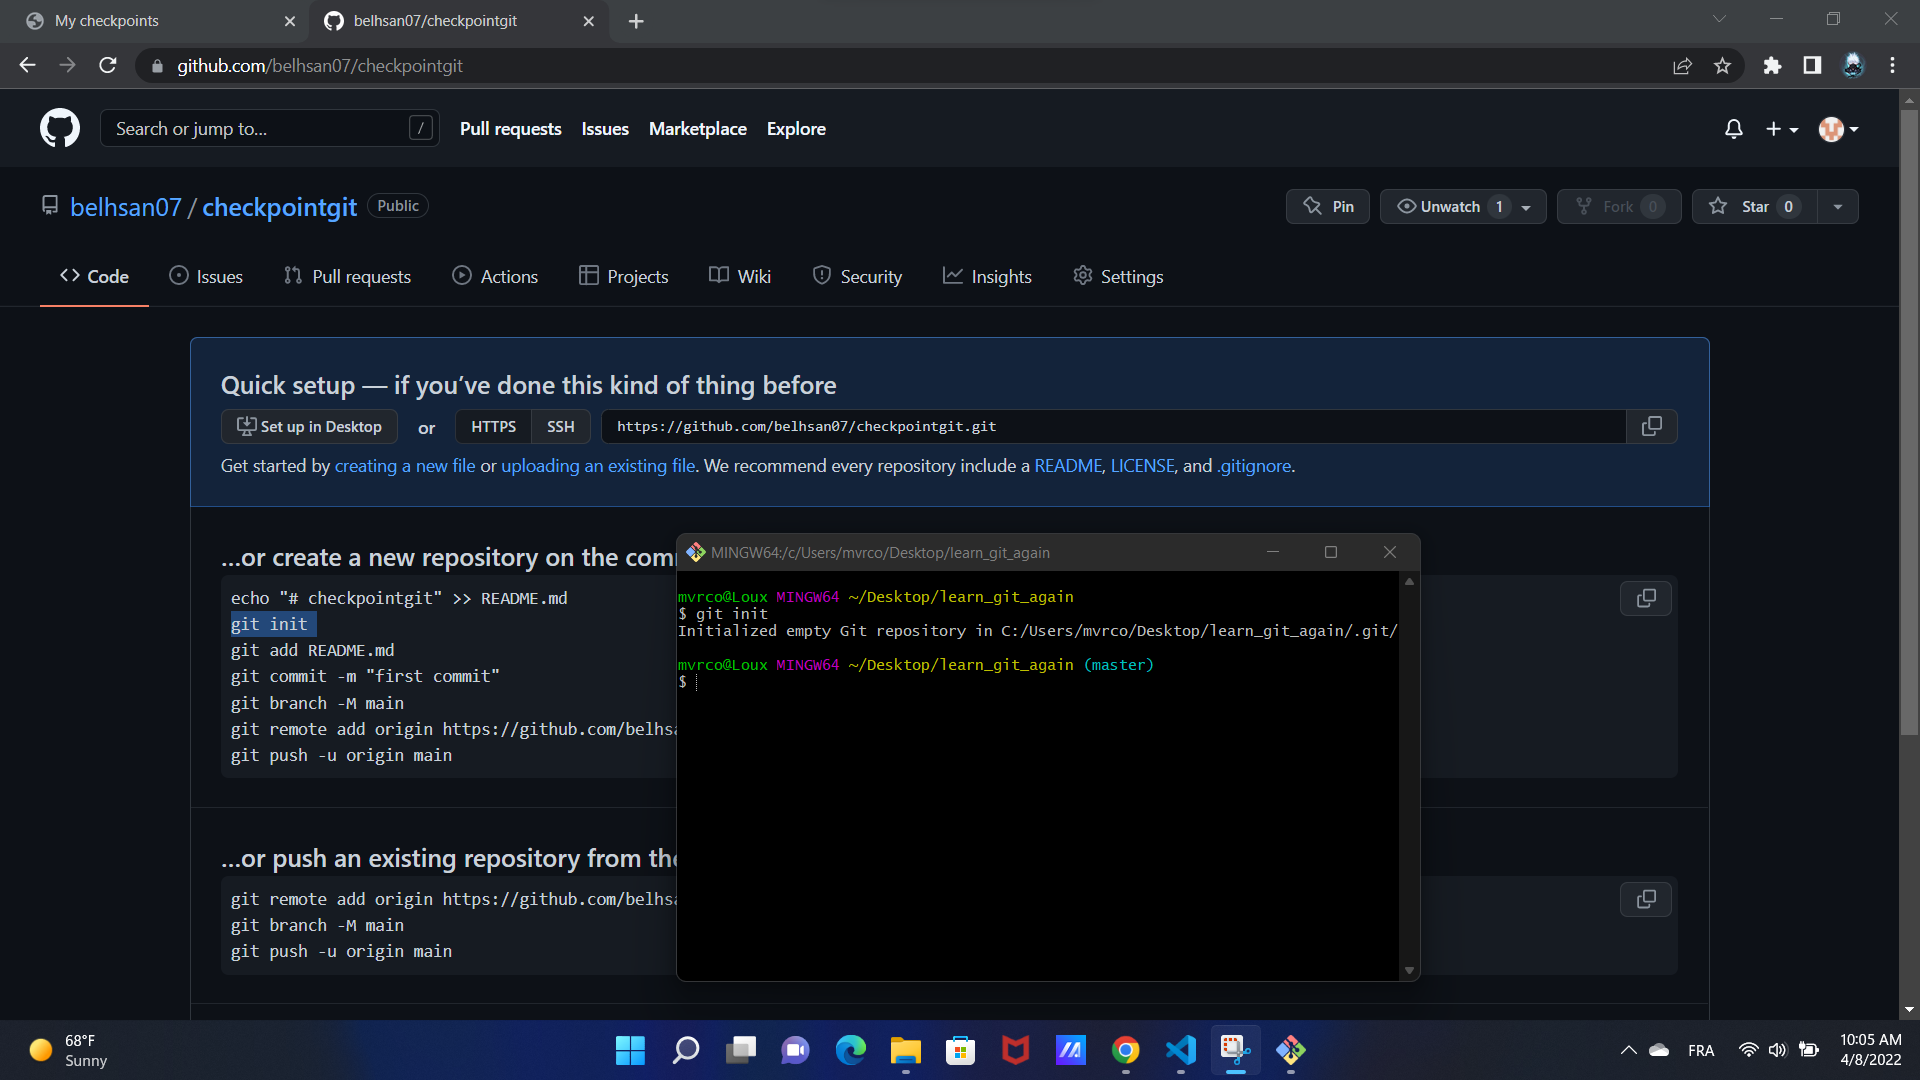 My checkpoints
belhsan07/checkpointgit
github.com/belhsan07/checkpointgit
Search or jump to... /
Pull requests Issues Marketplace Explore
belhsan07 / checkpointgit Public
Pin Unwatch 1 Fork 0 Star 0
Code Issues Pull requests Actions Projects Wiki Security Insights Settings
Quick setup — if you’ve done this kind of thing before
Set up in Desktop or HTTPS SSH https://github.com/belhsan07/checkpointgit.git
Get started by creating a new file or uploading an existing file. We recommend every repository include a README, LICENSE, and .gitignore.
...or create a new repository on the
echo "# checkpointgit" >> README.md
git init
git add README.md
git commit -m "first commit"
git branch -M main
git remote add origin https://github.com/belhs
git push -u origin main
...or push an existing repository from
git remote add origin https://github.com/belhs
git branch -M main
git push -u origin main
MINGW64:/c/Users/mvrco/Desktop/learn_git_again
mvrco@Loux MINGW64 ~/Desktop/learn_git_again
$ git init
Initialized empty Git repository in C:/Users/mvrco/Desktop/learn_git_again/.git/
mvrco@Loux MINGW64 ~/Desktop/learn_git_again (master)
$
68°F
Sunny
FRA
10:05 AM
4/8/2022